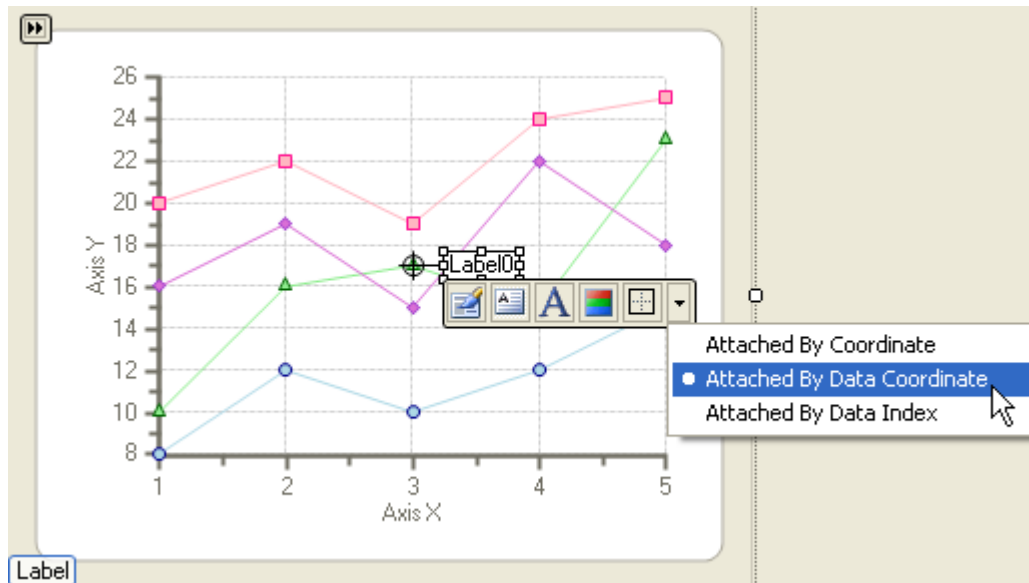 26
24
22
20
18
16
14
12
10
8
Axis Y
1 2 3 4 5
Axis X
Label0
A
Attached By Coordinate
Attached By Data Coordinate
Attached By Data Index
Label